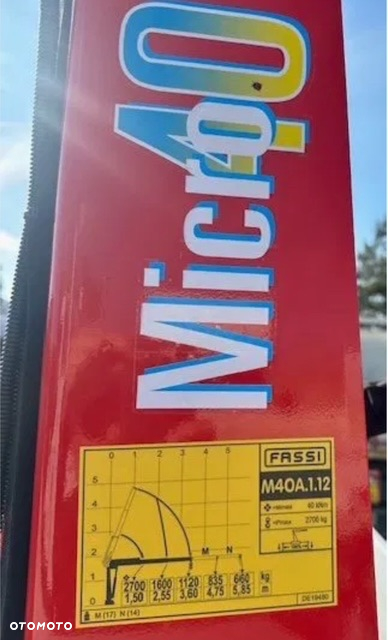 Micro 40
FASSI
M40A.1.12
40 kNm
2700 kg
0 1 2 3 4 5
5
4
3
2
1
0
M N
2700 1600 1120 835 660 kg
1,50 2,55 3,60 4,75 5,85 m
M (17) N (14)
OTOMOTO